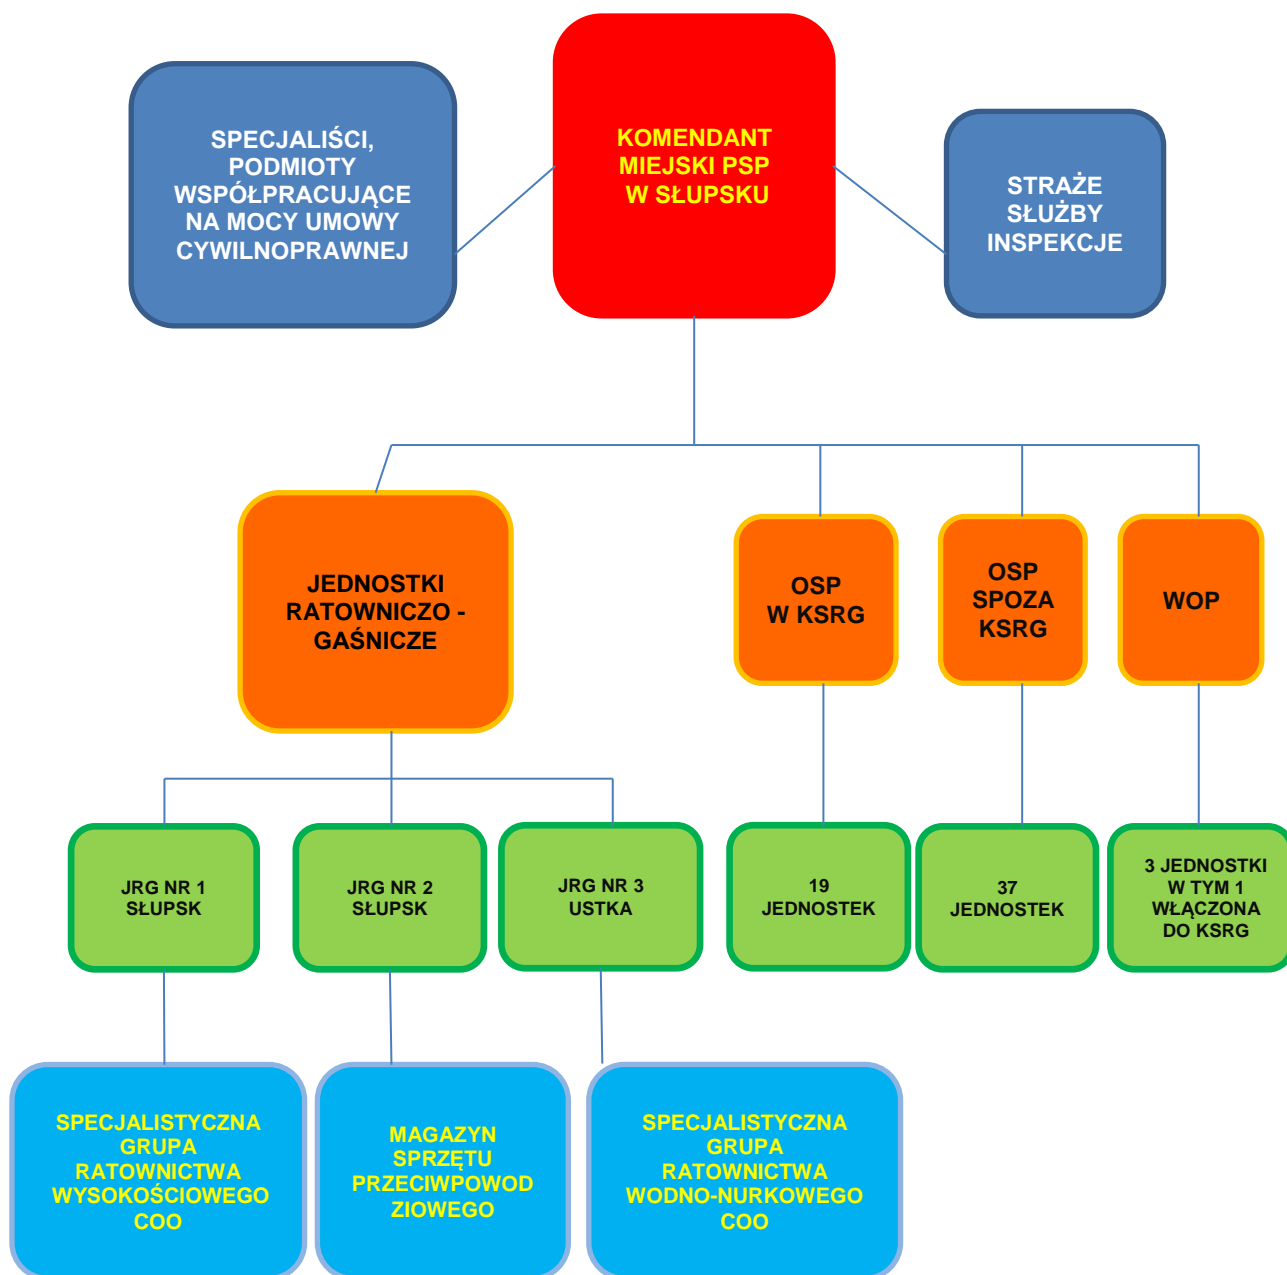 SPECJALIŚCI,
PODMIOTY
WSPÓŁPRACUJĄCE
NA MOCY UMOWY
CYWILNOPRAWNEJ
KOMENDANT
MIEJSKI PSP
W SŁUPSKU
STRAŻE
SŁUŻBY
INSPEKCJE
JEDNOSTKI
RATOWNICZO -
GAŚNICZE
OSP
W KSRG
OSP
SPOZA
KSRG
WOP
JRG NR 1
SŁUPSK
JRG NR 2
SŁUPSK
JRG NR 3
USTKA
19
JEDNOSTEK
37
JEDNOSTEK
3 JEDNOSTKI
W TYM 1
WŁĄCZONA
DO KSRG
SPECJALISTYCZNA
GRUPA
RATOWNICTWA
WYSOKOŚCIOWEGO
COO
MAGAZYN
SPRZĘTU
PRZECIWPOWOD
ZIOWEGO
SPECJALISTYCZNA
GRUPA
RATOWNICTWA
WODNO-NURKOWEGO
COO